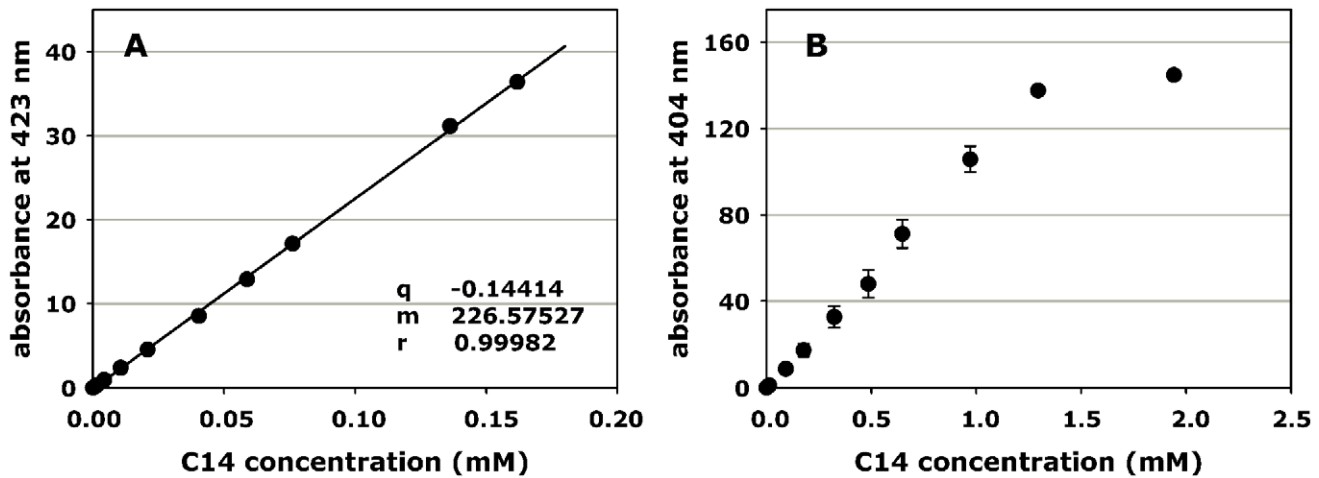 A
absorbance at 423 nm
40
30
20
10
0
0.00 0.05 0.10 0.15 0.20
C14 concentration (mM)
q -0.14414
m 226.57527
r 0.99982
B
absorbance at 404 nm
160
120
80
40
0
0.0 0.5 1.0 1.5 2.0 2.5
C14 concentration (mM)